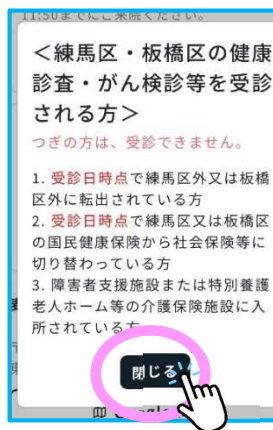 11:50までにご来院ください。
＜練馬区・板橋区の健康
診査・がん検診等を受診
される方＞
つぎの方は、受診できません。
1. 受診日時点で練馬区外又は板橋
区外に転出されている方
2. 受診日時点で練馬区又は板橋区
の国民健康保険から社会保険等に
切り替わっている方
3. 障害者支援施設または特別養護
老人ホーム等の介護保険施設に入
所されている方
閉じる